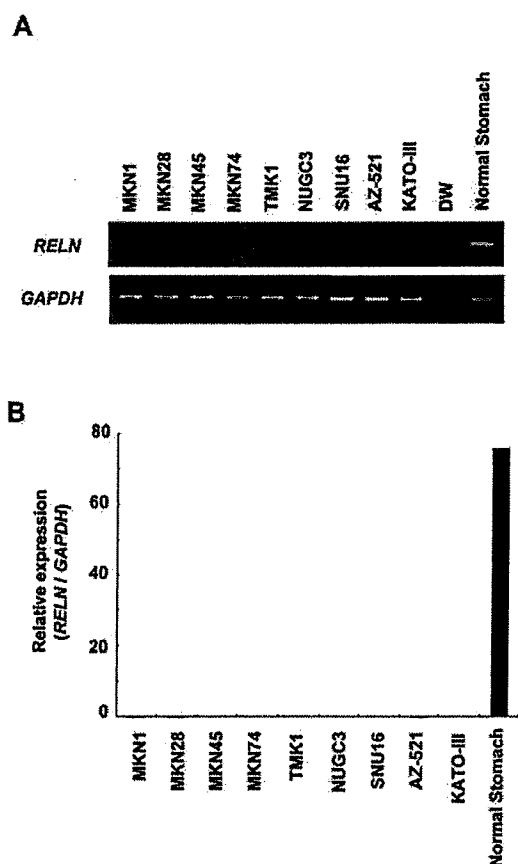 A
MKN1
MKN28
MKN45
MKN74
TMK1
NUGC3
SNU16
AZ-521
KATO-III
DW
Normal Stomach
RELN
GAPDH
B
80
60
40
20
0
Relative expression
(RELN / GAPDH)
MKN1
MKN28
MKN45
MKN74
TMK1
NUGC3
SNU16
AZ-521
KATO-III
Normal Stomach